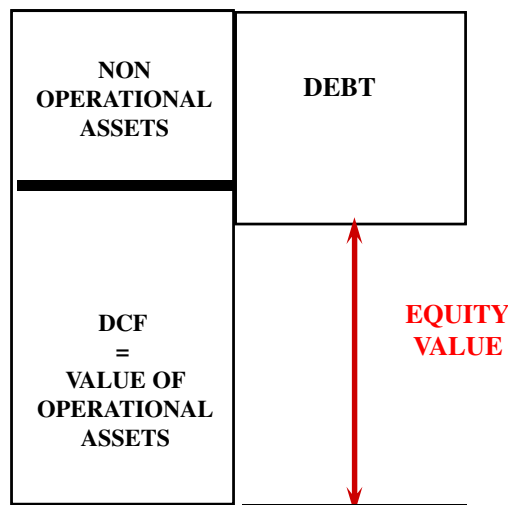 NON
OPERATIONAL
ASSETS
DEBT
DCF
=
VALUE OF
OPERATIONAL
ASSETS
EQUITY
VALUE